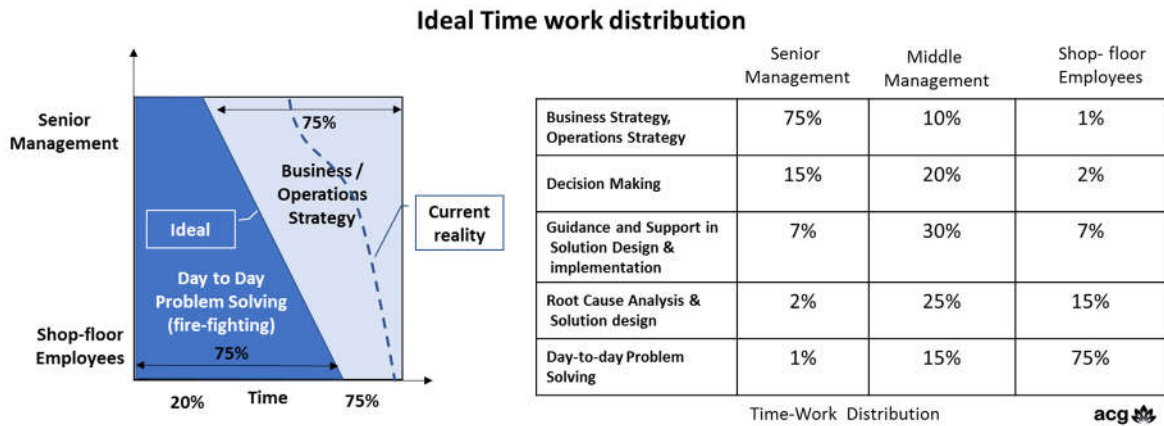 Ideal Time work distribution
Senior
Management
75%
Business /
Operations
Strategy
Current
reality
Ideal
Day to Day
Problem Solving
(fire-fighting)
Shop-floor
Employees
75%
20%
Time
75%
Senior
Management
Middle
Management
Shop- floor
Employees
Business Strategy,
Operations Strategy
75%
10%
1%
Decision Making
15%
20%
2%
Guidance and Support in
Solution Design &
implementation
7%
30%
7%
Root Cause Analysis &
Solution design
2%
25%
15%
Day-to-day Problem
Solving
1%
15%
75%
Time-Work Distribution
acg